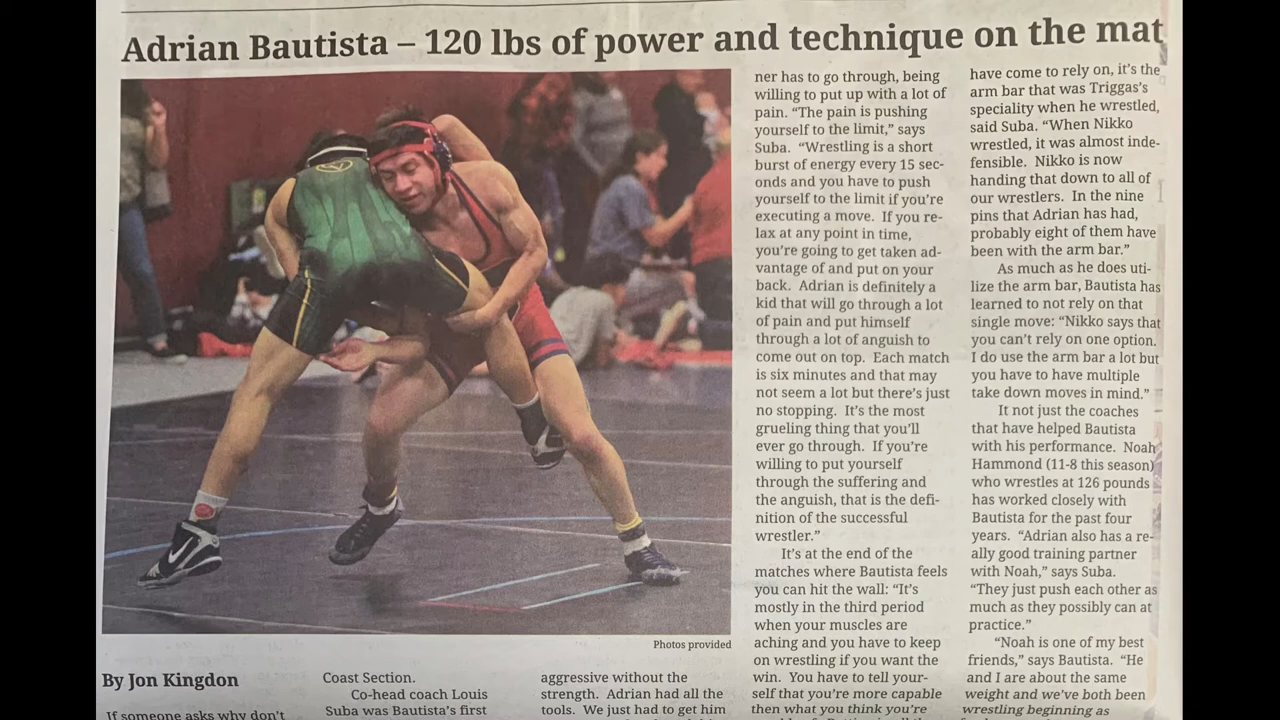 Adrian Bautista – 120 lbs of power and technique on the mat
Photos provided
By Jon Kingdon
If someone asks why don't
Coast Section.
Co-head coach Louis
Suba was Bautista's first
aggressive without the
strength. Adrian had all the
tools. We just had to get him
ner has to go through, being
willing to put up with a lot of
pain. “The pain is pushing
yourself to the limit,” says
Suba. “Wrestling is a short
burst of energy every 15 sec-
onds and you have to push
yourself to the limit if you're
executing a move. If you re-
lax at any point in time,
you're going to get taken ad-
vantage of and put on your
back. Adrian is definitely a
kid that will go through a lot
of pain and put himself
through a lot of anguish to
come out on top. Each match
is six minutes and that may
not seem a lot but there's just
no stopping. It's the most
grueling thing that you'll
ever go through. If you're
willing to put yourself
through the suffering and
the anguish, that is the defi-
nition of the successful
wrestler.”
It's at the end of the
matches where Bautista feels
you can hit the wall: “It's
mostly in the third period
when your muscles are
aching and you have to keep
on wrestling if you want the
win. You have to tell your-
self that you're more capable
then what you think you're
have come to rely on, it's the
arm bar that was Triggas's
speciality when he wrestled,
said Suba. “When Nikko
wrestled, it was almost inde-
fensible. Nikko is now
handing that down to all of
our wrestlers. In the nine
pins that Adrian has had,
probably eight of them have
been with the arm bar.”
As much as he does uti-
lize the arm bar, Bautista has
learned to not rely on that
single move: “Nikko says that
you can't rely on one option.
I do use the arm bar a lot but
you have to have multiple
take down moves in mind.”
It not just the coaches
that have helped Bautista
with his performance. Noah
Hammond (11-8 this season)
who wrestles at 126 pounds
has worked closely with
Bautista for the past four
years. “Adrian also has a re-
ally good training partner
with Noah,” says Suba.
“They just push each other as
much as they possibly can at
practice.”
“Noah is one of my best
friends,” says Bautista. “He
and I are about the same
weight and we've both been
wrestling beginning as